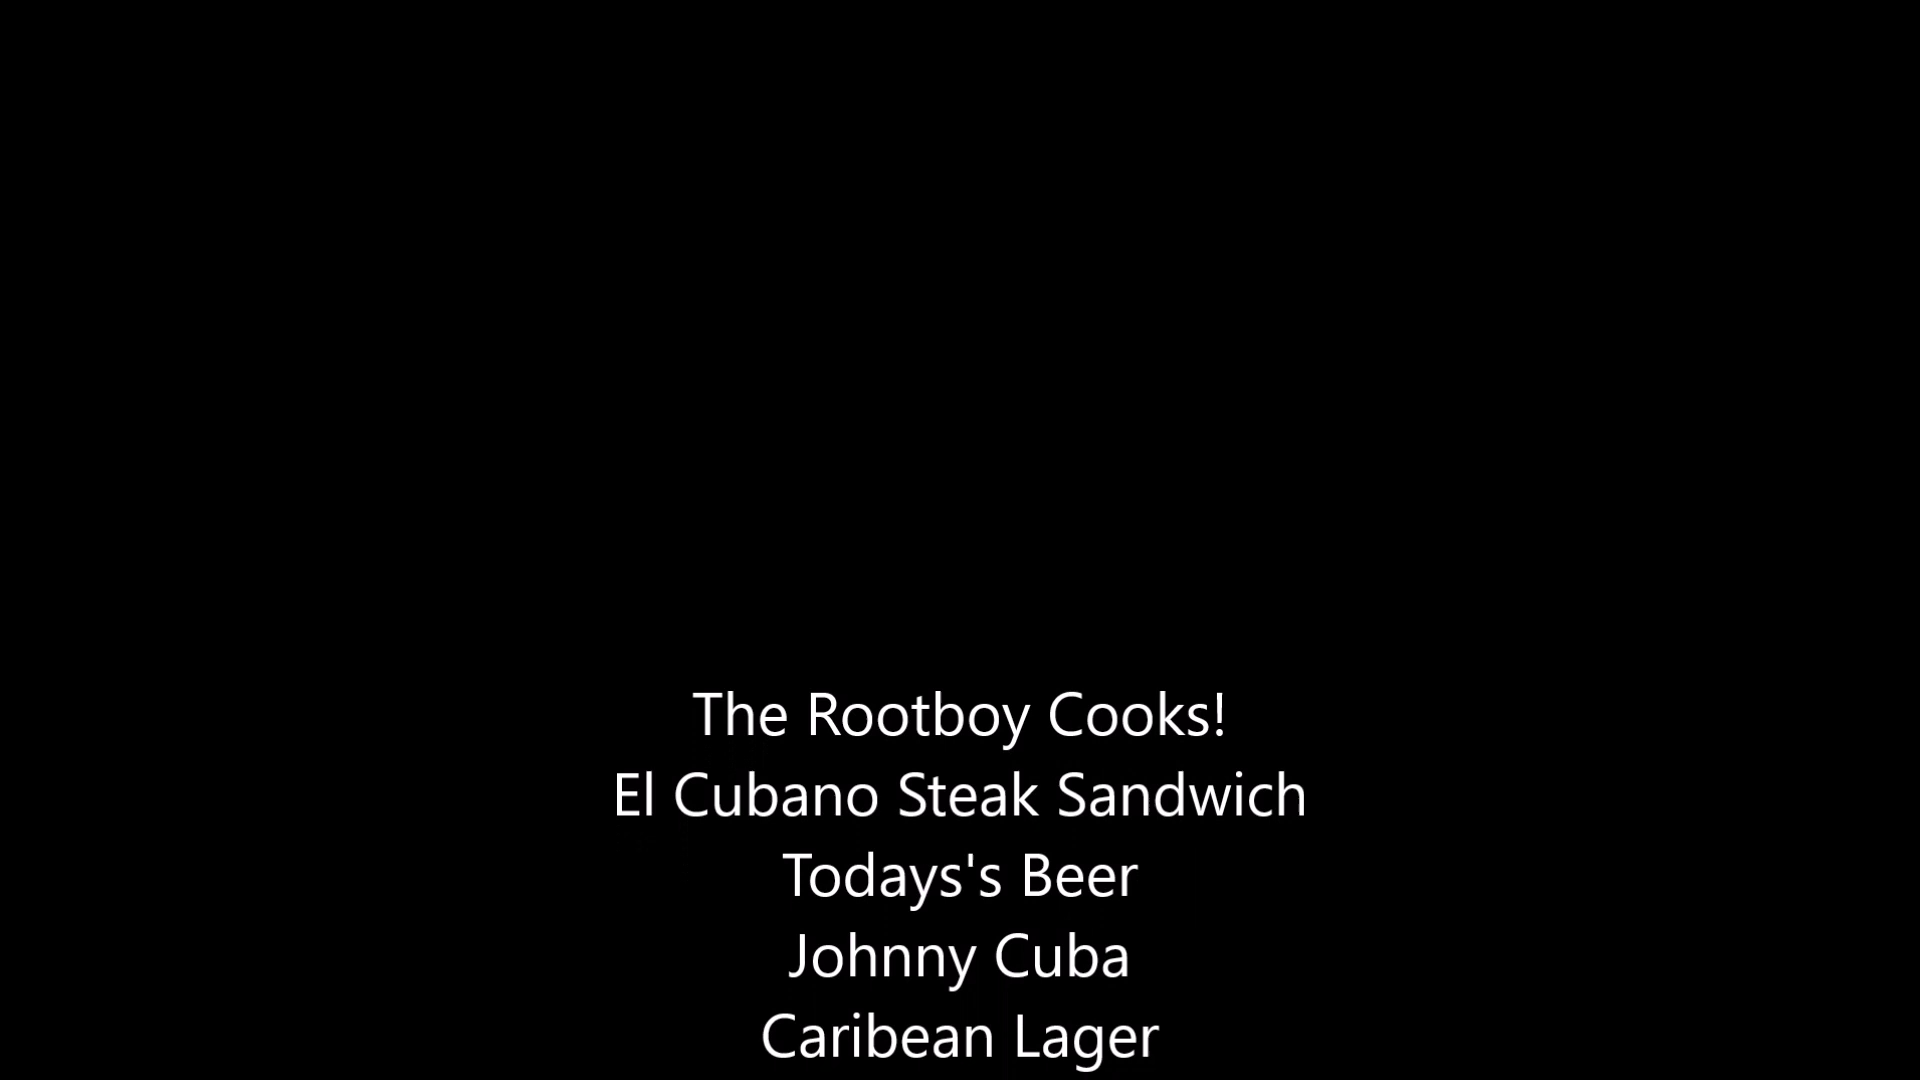 The Rootboy Cooks!
El Cubano Steak Sandwich
Todays's Beer
Johnny Cuba
Caribean Lager